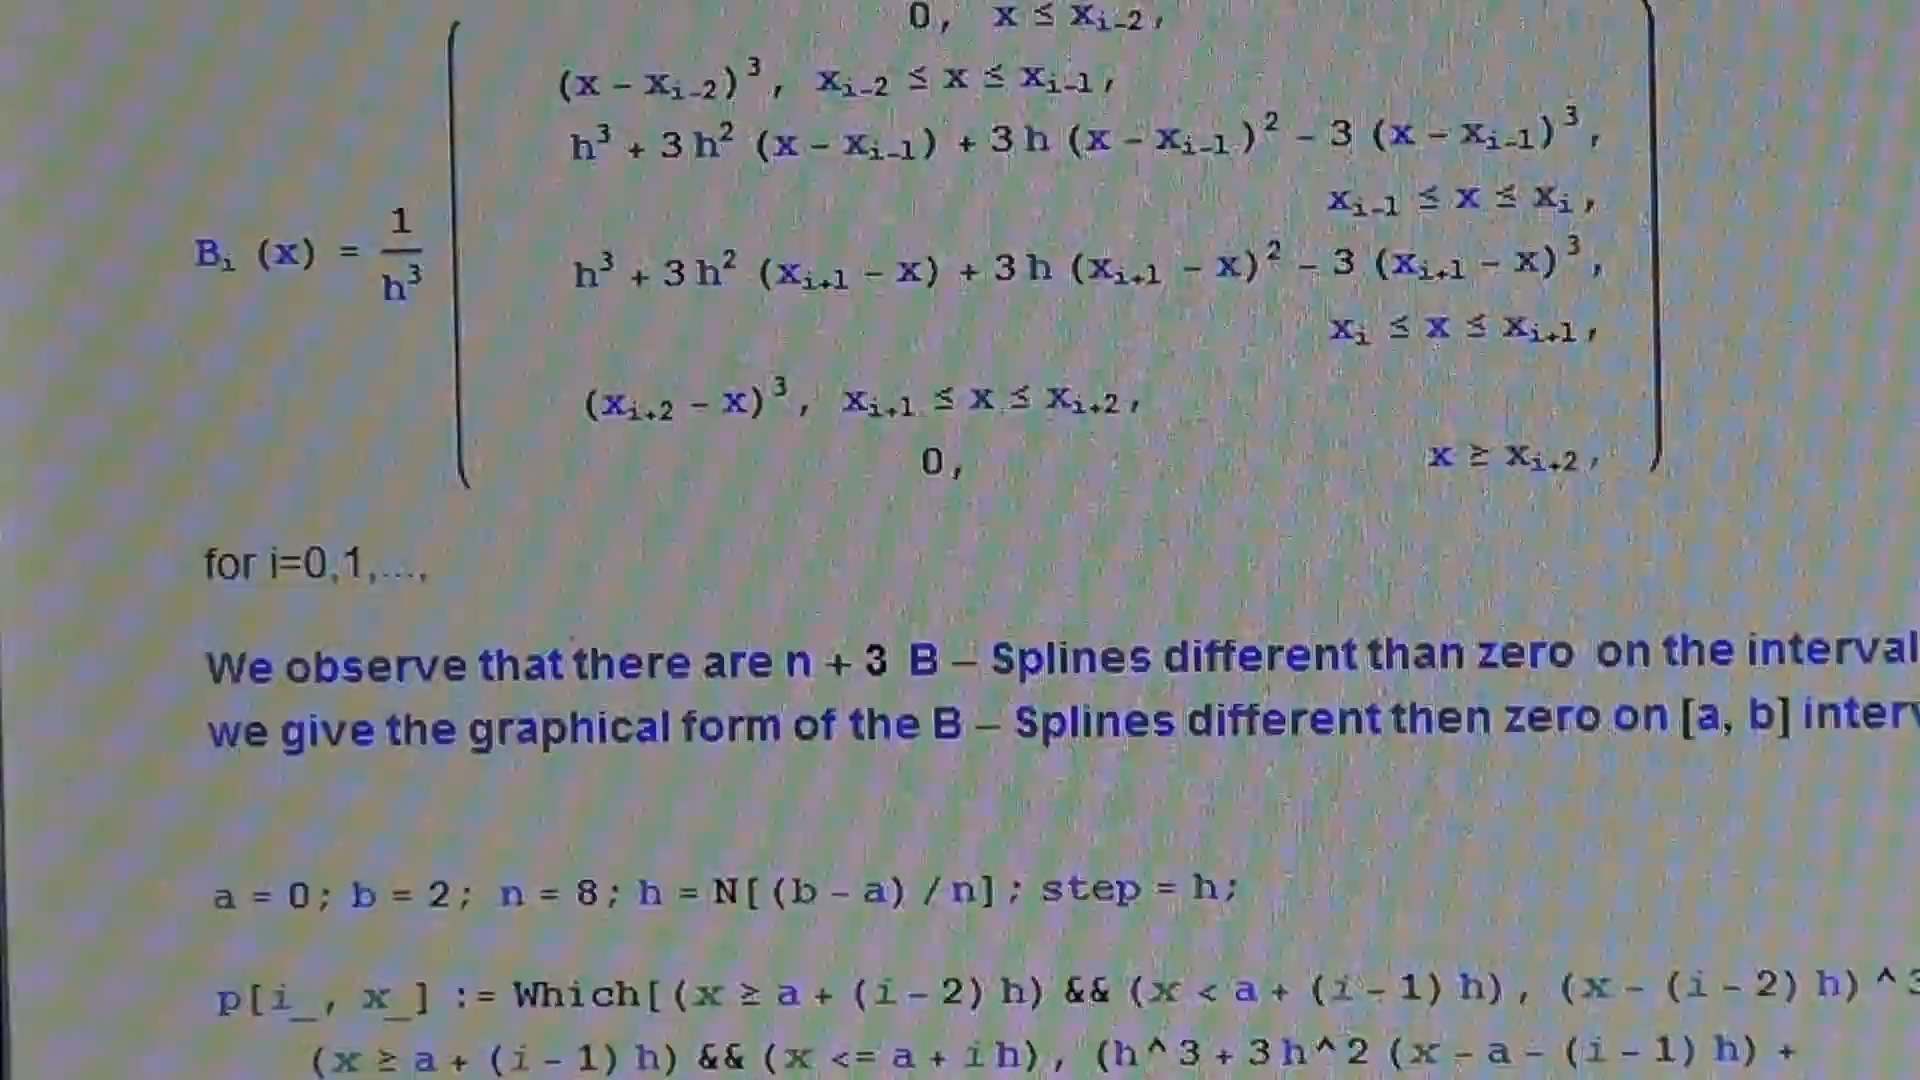 0, x ≤ x_{i-2},
(x - x_{i-2})^3, x_{i-2} ≤ x ≤ x_{i-1},
h^3 + 3 h^2 (x - x_{i-1}) + 3 h (x - x_{i-1})^2 - 3 (x - x_{i-1})^3,
x_{i-1} ≤ x ≤ x_i,
B_i (x) = 1/h^3
h^3 + 3 h^2 (x_{i+1} - x) + 3 h (x_{i+1} - x)^2 - 3 (x_{i+1} - x)^3,
x_i ≤ x ≤ x_{i+1},
(x_{i+2} - x)^3, x_{i+1} ≤ x ≤ x_{i+2},
0, x ≥ x_{i+2},
for i=0,1,...,
We observe that there are n + 3 B – Splines different than zero on the interval
we give the graphical form of the B – Splines different then zero on [a, b] interv
a = 0; b = 2; n = 8; h = N[(b - a) / n]; step = h;
p[i_, x_] := Which[(x ≥ a + (i - 2) h) && (x < a + (i - 1) h), (x - (i - 2) h) ^3
(x ≥ a + (i - 1) h) && (x <= a + i h), (h^3 + 3 h^2 (x - a - (i - 1) h) +